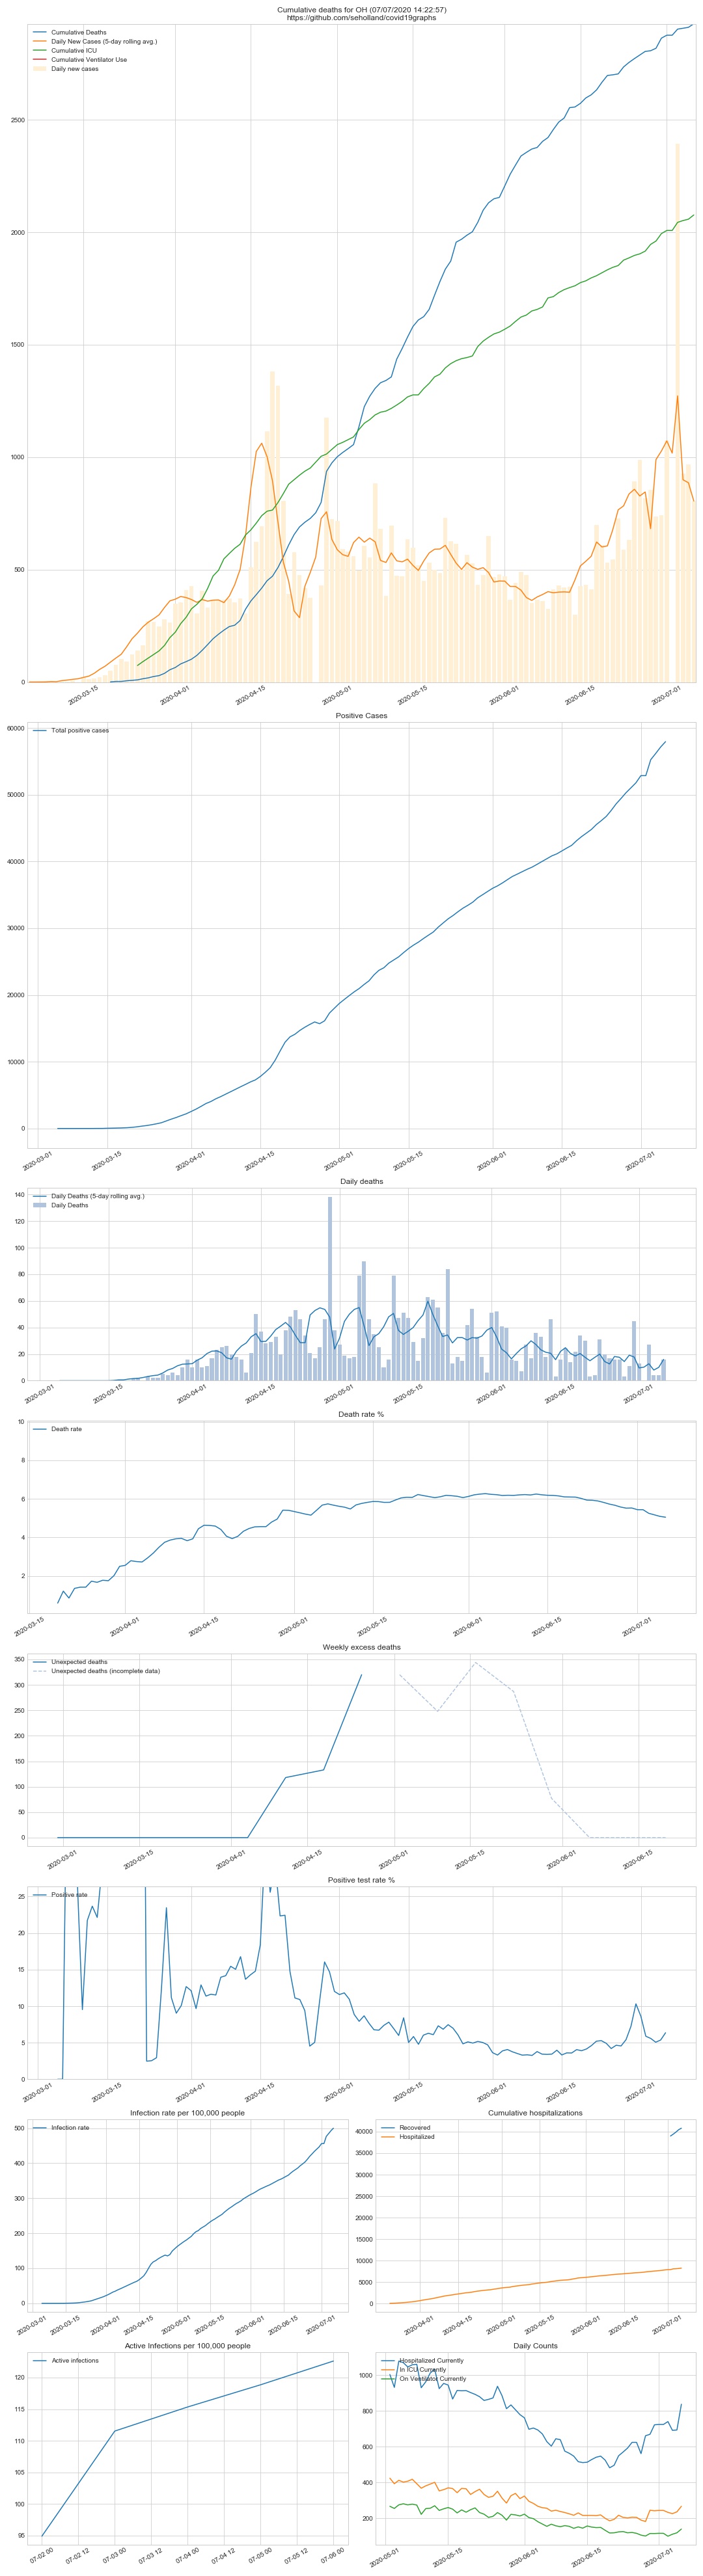 Cumulative deaths for OH (07/07/2020 14:22:57)
https://github.com/seholland/covid19graphs
Cumulative Deaths
Daily New Cases (5-day rolling avg.)
Cumulative ICU
Cumulative Ventilator Use
Daily new cases
2500
2000
1500
1000
500
0
2020-03-15 2020-04-01 2020-04-15 2020-05-01 2020-05-15 2020-06-01 2020-06-15 2020-07-01
Positive Cases
Total positive cases
60000
50000
40000
30000
20000
10000
0
2020-03-01 2020-03-15 2020-04-01 2020-04-15 2020-05-01 2020-05-15 2020-06-01 2020-06-15 2020-07-01
Daily deaths
Daily Deaths (5-day rolling avg.)
Daily Deaths
140
120
100
80
60
40
20
0
2020-03-01 2020-03-15 2020-04-01 2020-04-15 2020-05-01 2020-05-15 2020-06-01 2020-06-15 2020-07-01
Death rate %
Death rate
10
8
6
4
2
2020-03-15 2020-04-01 2020-04-15 2020-05-01 2020-05-15 2020-06-01 2020-06-15 2020-07-01
Weekly excess deaths
Unexpected deaths
Unexpected deaths (incomplete data)
350
300
250
200
150
100
50
0
2020-03-01 2020-03-15 2020-04-01 2020-04-15 2020-05-01 2020-05-15 2020-06-01 2020-06-15
Positive test rate %
Positive rate
25
20
15
10
5
0
2020-03-01 2020-03-15 2020-04-01 2020-04-15 2020-05-01 2020-05-15 2020-06-01 2020-06-15 2020-07-01
Infection rate per 100,000 people
Infection rate
500
400
300
200
100
0
2020-03-01 2020-03-15 2020-04-01 2020-04-15 2020-05-01 2020-05-15 2020-06-01 2020-06-15 2020-07-01
Cumulative hospitalizations
Recovered
Hospitalized
40000
35000
30000
25000
20000
15000
10000
5000
0
2020-04-01 2020-04-15 2020-05-01 2020-05-15 2020-06-01 2020-06-15 2020-07-01
Active Infections per 100,000 people
Active infections
120
115
110
105
100
95
07-02 00 07-02 12 07-03 00 07-03 12 07-04 00 07-04 12 07-05 00 07-05 12 07-06 00
Daily Counts
Hospitalized Currently
In ICU Currently
On Ventilator Currently
1000
800
600
400
200
2020-05-01 2020-05-15 2020-06-01 2020-06-15 2020-07-01